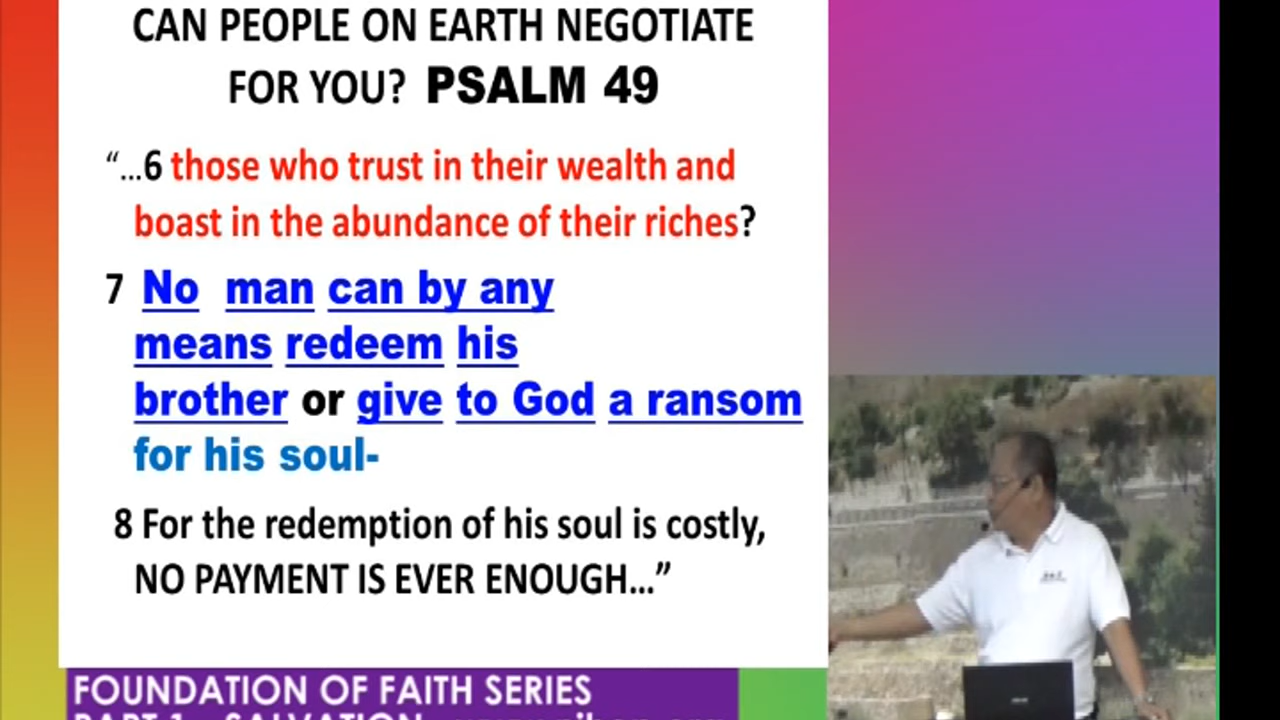 CAN PEOPLE ON EARTH NEGOTIATE
FOR YOU? PSALM 49
“...6 those who trust in their wealth and
boast in the abundance of their riches?
7 No man can by any
means redeem his
brother or give to God a ransom
for his soul-
8 For the redemption of his soul is costly,
NO PAYMENT IS EVER ENOUGH...”
FOUNDATION OF FAITH SERIES
PART 1 - SALVATION